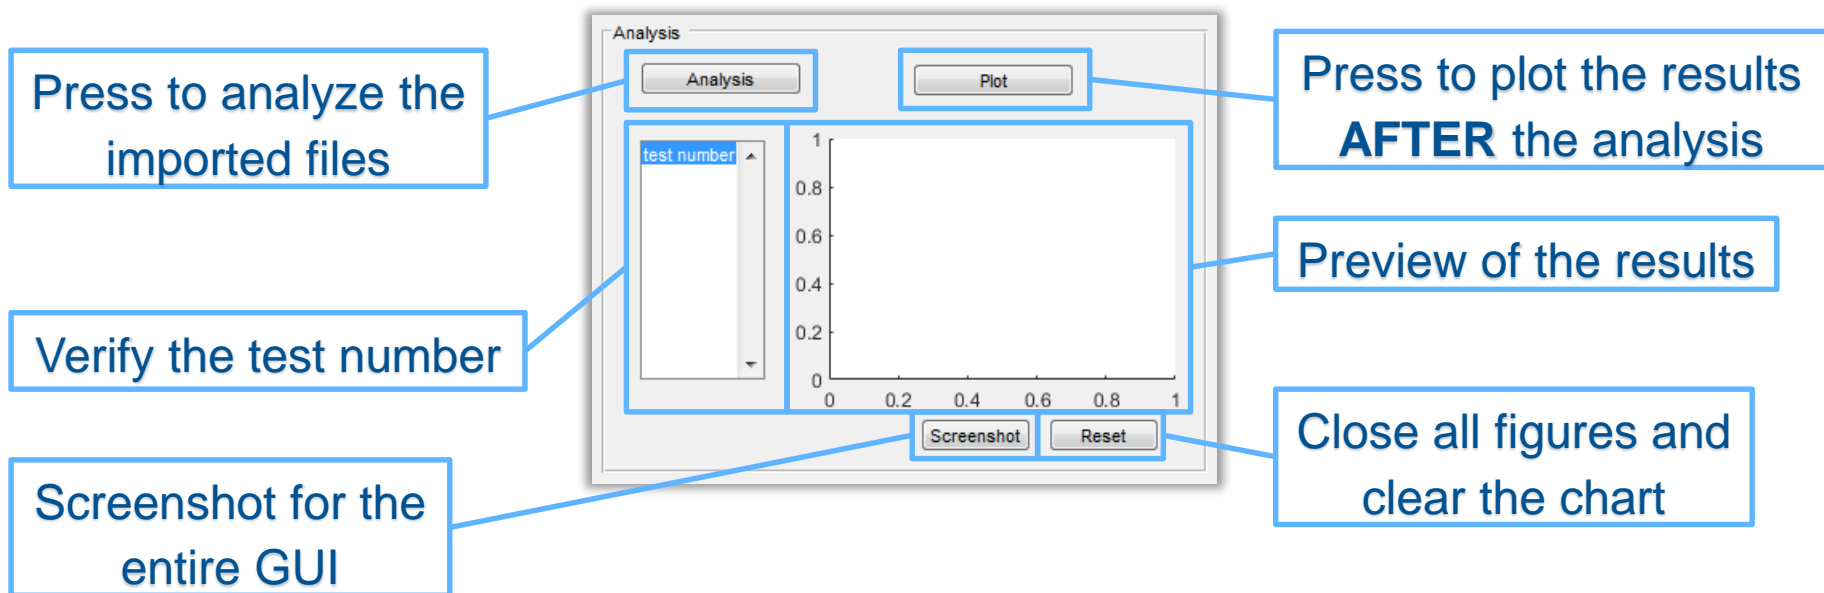 Press to analyze the
imported files
Verify the test number
Screenshot for the
entire GUI
Analysis
Analysis
Plot
test number
1
0.8
0.6
0.4
0.2
0
0 0.2 0.4 0.6 0.8 1
Screenshot
Reset
Press to plot the results
AFTER the analysis
Preview of the results
Close all figures and
clear the chart